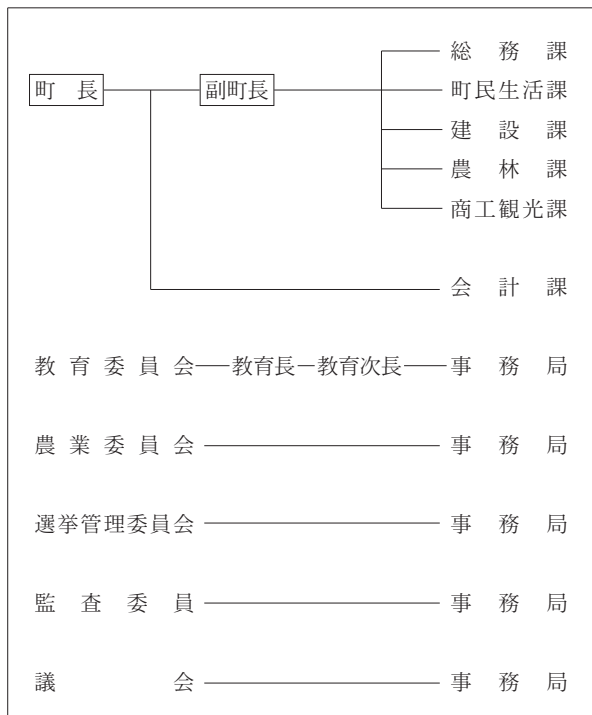 総務課
町長 副町長 町民生活課
建設課
農林課
商工観光課
会計課
教育委員会 教育長 教育次長 事務局
農業委員会 事務局
選挙管理委員会 事務局
監査委員 事務局
議会 事務局